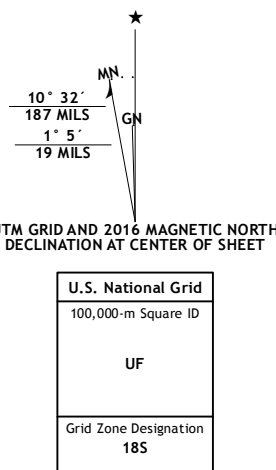 MN
GN
10° 32´
187 MILS
1° 5´
19 MILS
UTM GRID AND 2016 MAGNETIC NORTH
DECLINATION AT CENTER OF SHEET
U.S. National Grid
100,000-m Square ID
UF
Grid Zone Designation
18S